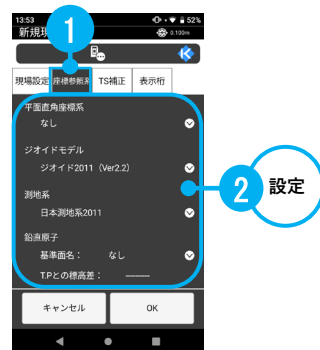 13:53
52%
新規現
1
0.100m
現場設定 座標参照系 TS補正 表示桁
平面直角座標系
なし
ジオイドモデル
ジオイド2011（Ver2.2）
測地系
日本測地系2011
2 設定
鉛直原子
基準面名： なし
T.Pとの標高差： ———
キャンセル OK